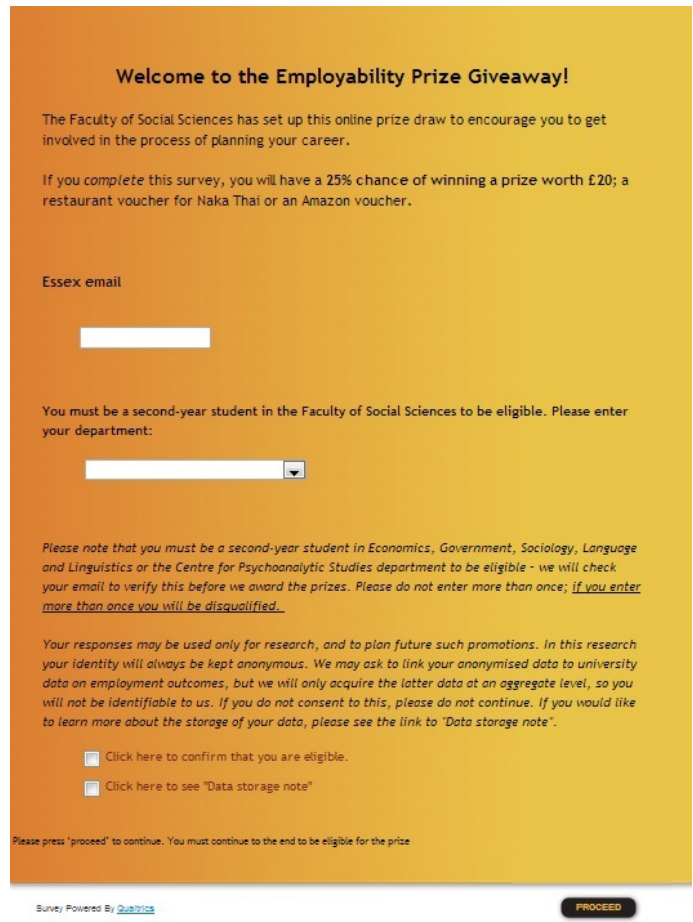 Welcome to the Employability Prize Giveaway!
The Faculty of Social Sciences has set up this online prize draw to encourage you to get
involved in the process of planning your career.
If you complete this survey, you will have a 25% chance of winning a prize worth £20; a
restaurant voucher for Naka Thai or an Amazon voucher.
Essex email
You must be a second-year student in the Faculty of Social Sciences to be eligible. Please enter
your department:
Please note that you must be a second-year student in Economics, Government, Sociology, Language
and Linguistics or the Centre for Psychoanalytic Studies department to be eligible - we will check
your email to verify this before we award the prizes. Please do not enter more than once; if you enter
more than once you will be disqualified.
Your responses may be used only for research, and to plan future such promotions. In this research
your identity will always be kept anonymous. We may ask to link your anonymised data to university
data on employment outcomes, but we will only acquire the latter data at an aggregate level, so you
will not be identifiable to us. If you do not consent to this, please do not continue. If you would like
to learn more about the storage of your data, please see the link to "Data storage note".
Click here to confirm that you are eligible.
Click here to see "Data storage note"
Please press 'proceed' to continue. You must continue to the end to be eligible for the prize
Survey Powered By Qualtrics
PROCEED